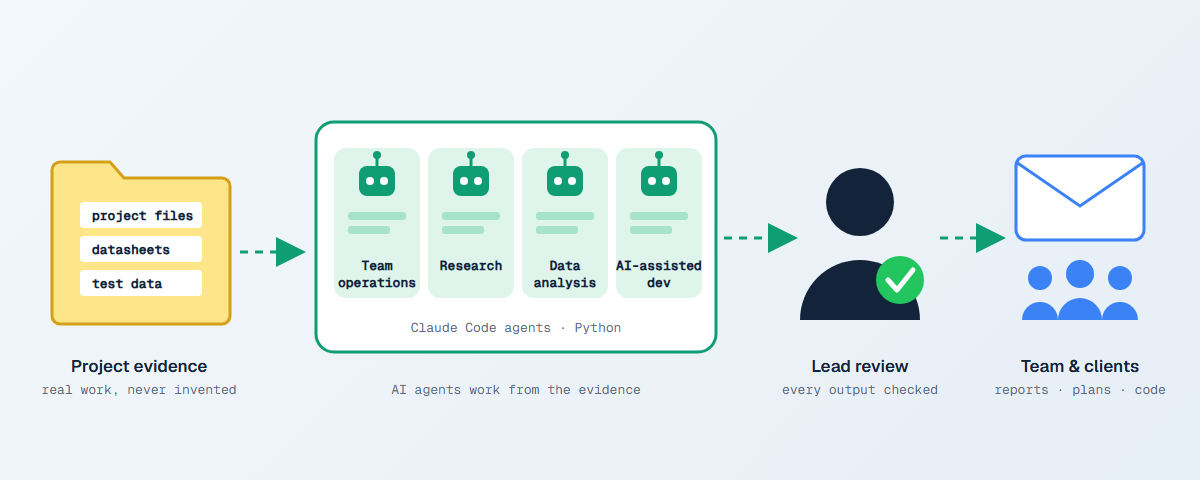 project files
datasheets
test data
Project evidence
real work, never invented
Team
operations
Research
Data
analysis
AI-assisted
dev
Claude Code agents · Python
AI agents work from the evidence
Lead review
every output checked
Team & clients
reports · plans · code